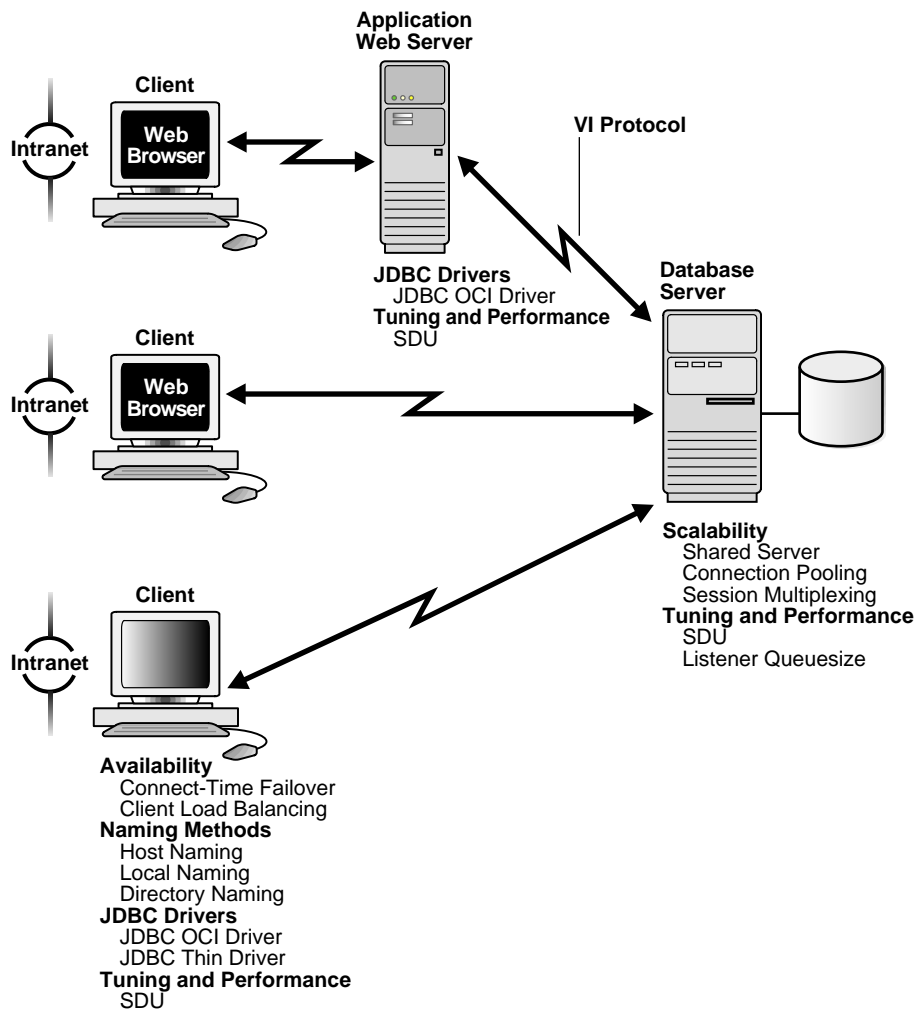 Application
Web Server
Client
Intranet
Web
Browser
VI Protocol
JDBC Drivers
JDBC OCI Driver
Tuning and Performance
SDU
Database
Server
Client
Intranet
Web
Browser
Scalability
Shared Server
Connection Pooling
Session Multiplexing
Tuning and Performance
SDU
Listener Queuesize
Client
Intranet
Availability
Connect-Time Failover
Client Load Balancing
Naming Methods
Host Naming
Local Naming
Directory Naming
JDBC Drivers
JDBC OCI Driver
JDBC Thin Driver
Tuning and Performance
SDU